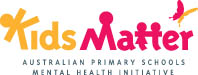 KidsMatter
AUSTRALIAN PRIMARY SCHOOLS
MENTAL HEALTH INITIATIVE